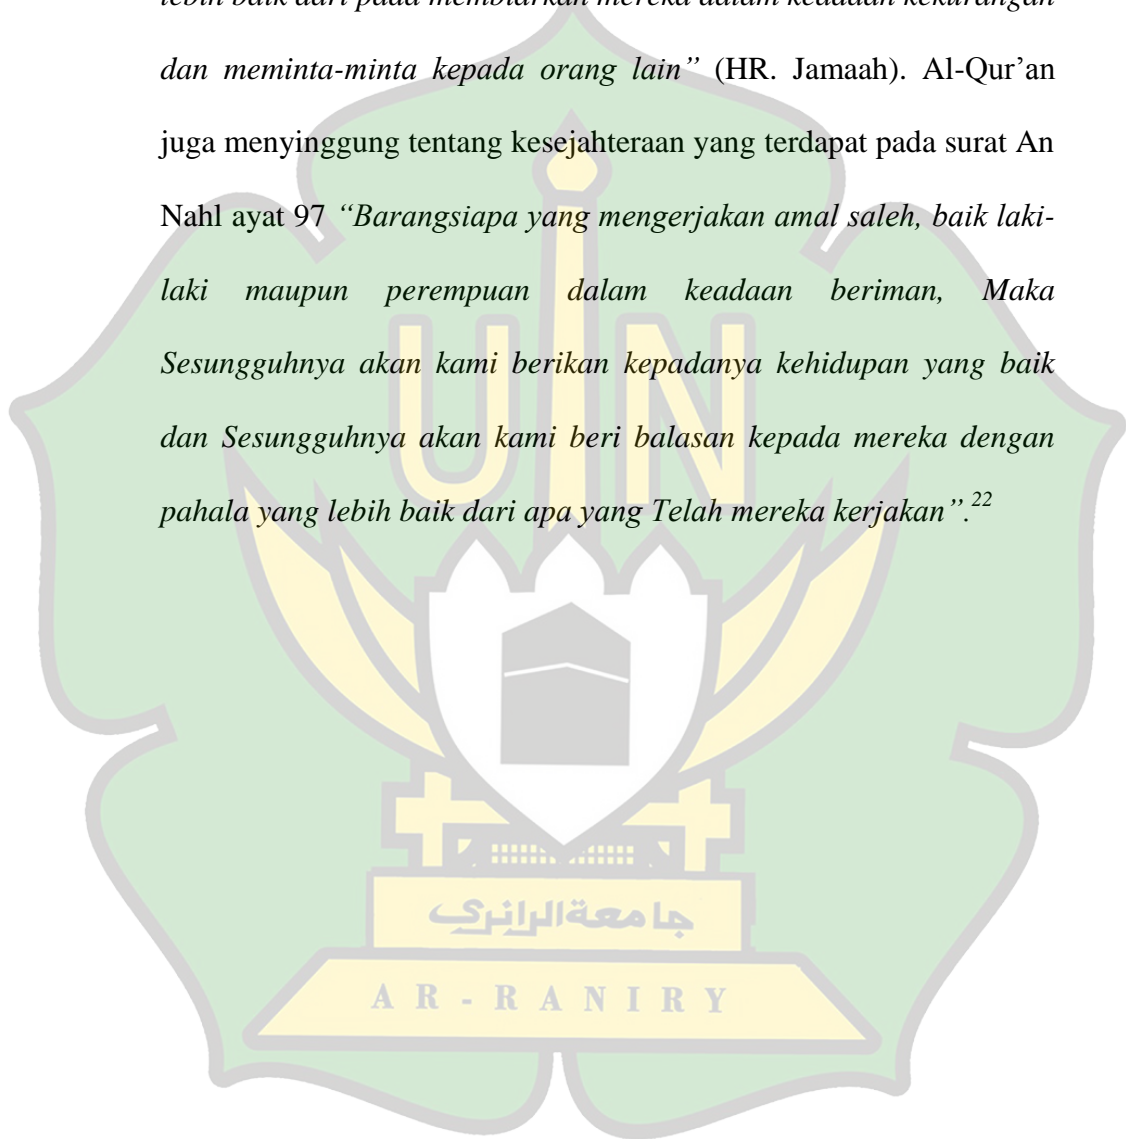 lebih baik dari pada membiarkan mereka dalam keadaan kekurangan
dan meminta-minta kepada orang lain” (HR. Jamaah). Al-Qur’an
juga menyinggung tentang kesejahteraan yang terdapat pada surat An
Nahl ayat 97 “Barangsiapa yang mengerjakan amal saleh, baik laki-
laki maupun perempuan dalam keadaan beriman, Maka
Sesungguhnya akan kami berikan kepadanya kehidupan yang baik
dan Sesungguhnya akan kami beri balasan kepada mereka dengan
pahala yang lebih baik dari apa yang Telah mereka kerjakan”.22
UIN
جامعةالرانري
AR-RANIRY